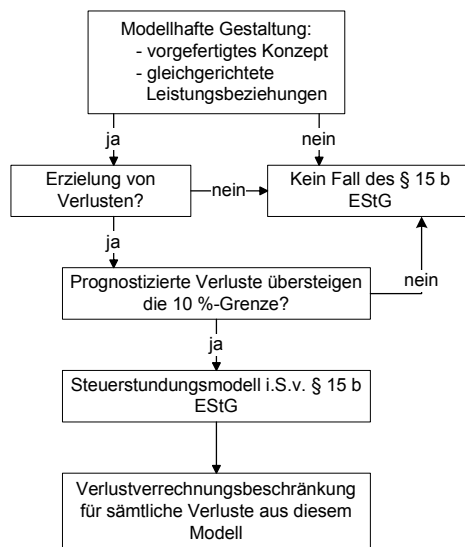 Modellhafte Gestaltung:
- vorgefertigtes Konzept
- gleichgerichtete
Leistungsbeziehungen
ja
nein
Erzielung von
Verlusten?
nein
Kein Fall des § 15 b
EStG
ja
Prognostizierte Verluste übersteigen
die 10 %-Grenze?
nein
ja
Steuerstundungsmodell i.S.v. § 15 b
EStG
Verlustverrechnungsbeschränkung
für sämtliche Verluste aus diesem
Modell